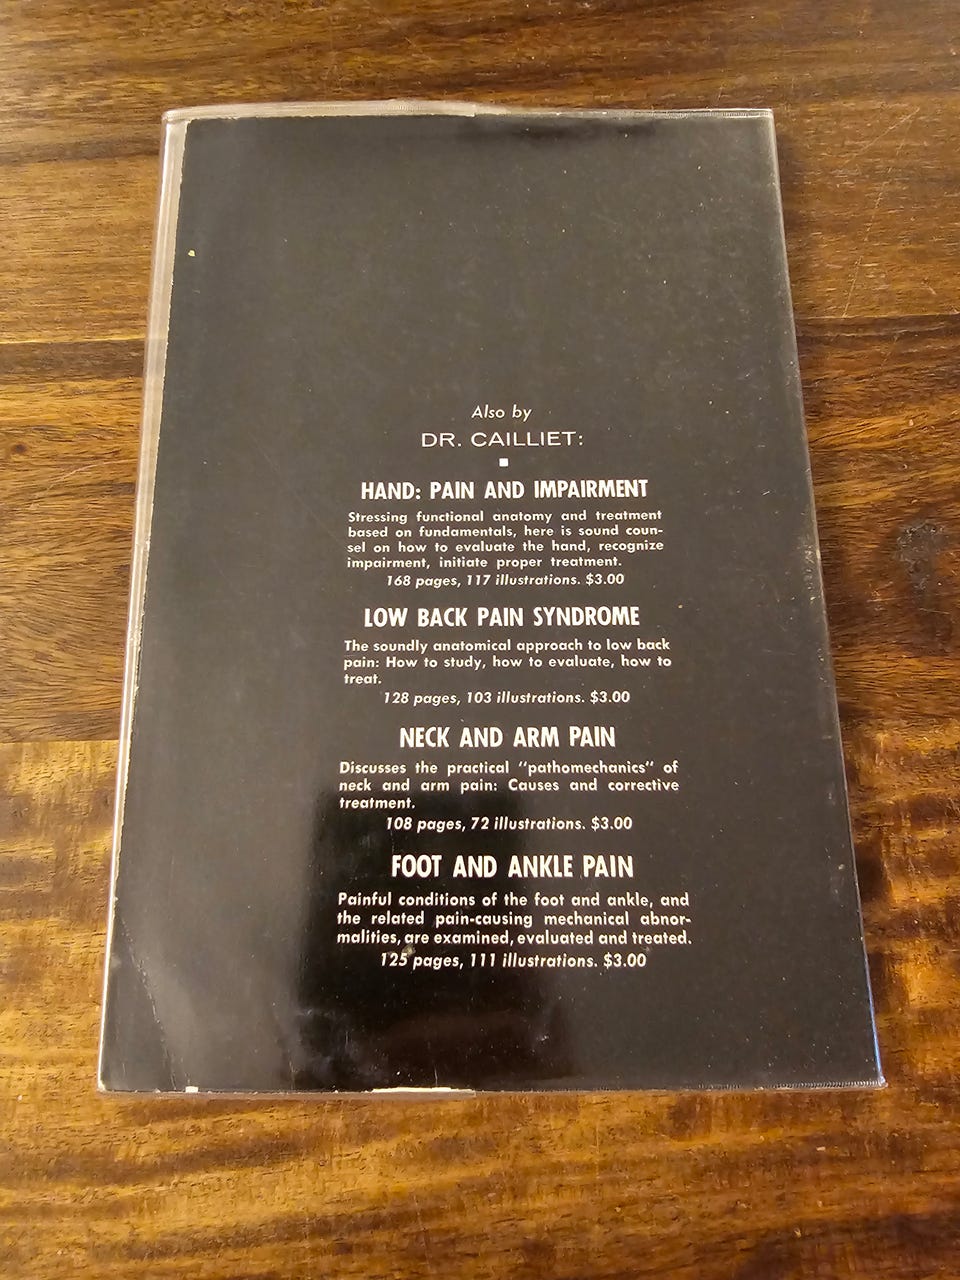 Also by
DR. CAILLIET:
HAND: PAIN AND IMPAIRMENT
Stressing functional anatomy and treatment
based on fundamentals, here is sound coun-
sel on how to evaluate the hand, recognize
impairment, initiate proper treatment.
168 pages, 117 illustrations. $3.00
LOW BACK PAIN SYNDROME
The soundly anatomical approach to low back
pain: How to study, how to evaluate, how to
treat.
128 pages, 103 illustrations. $3.00
NECK AND ARM PAIN
Discusses the practical "pathomechanics" of
neck and arm pain: Causes and corrective
treatment.
108 pages, 72 illustrations. $3.00
FOOT AND ANKLE PAIN
Painful conditions of the foot and ankle, and
the related pain-causing mechanical abnor-
malities, are examined, evaluated and treated.
125 pages, 111 illustrations. $3.00